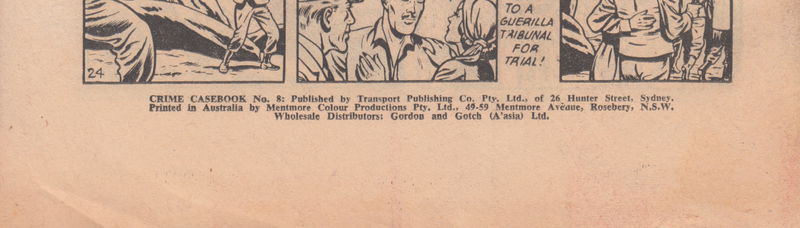 TO A
GUERILLA
TRIBUNAL
FOR
TRIAL!
24
CRIME CASEBOOK No. 8: Published by Transport Publishing Co. Pty. Ltd., of 26 Hunter Street, Sydney.
Printed in Australia by Mentmore Colour Productions Pty. Ltd., 49-59 Mentmore Avenue, Rosebery, N.S.W.
Wholesale Distributors: Gordon and Gotch (A'asia) Ltd.